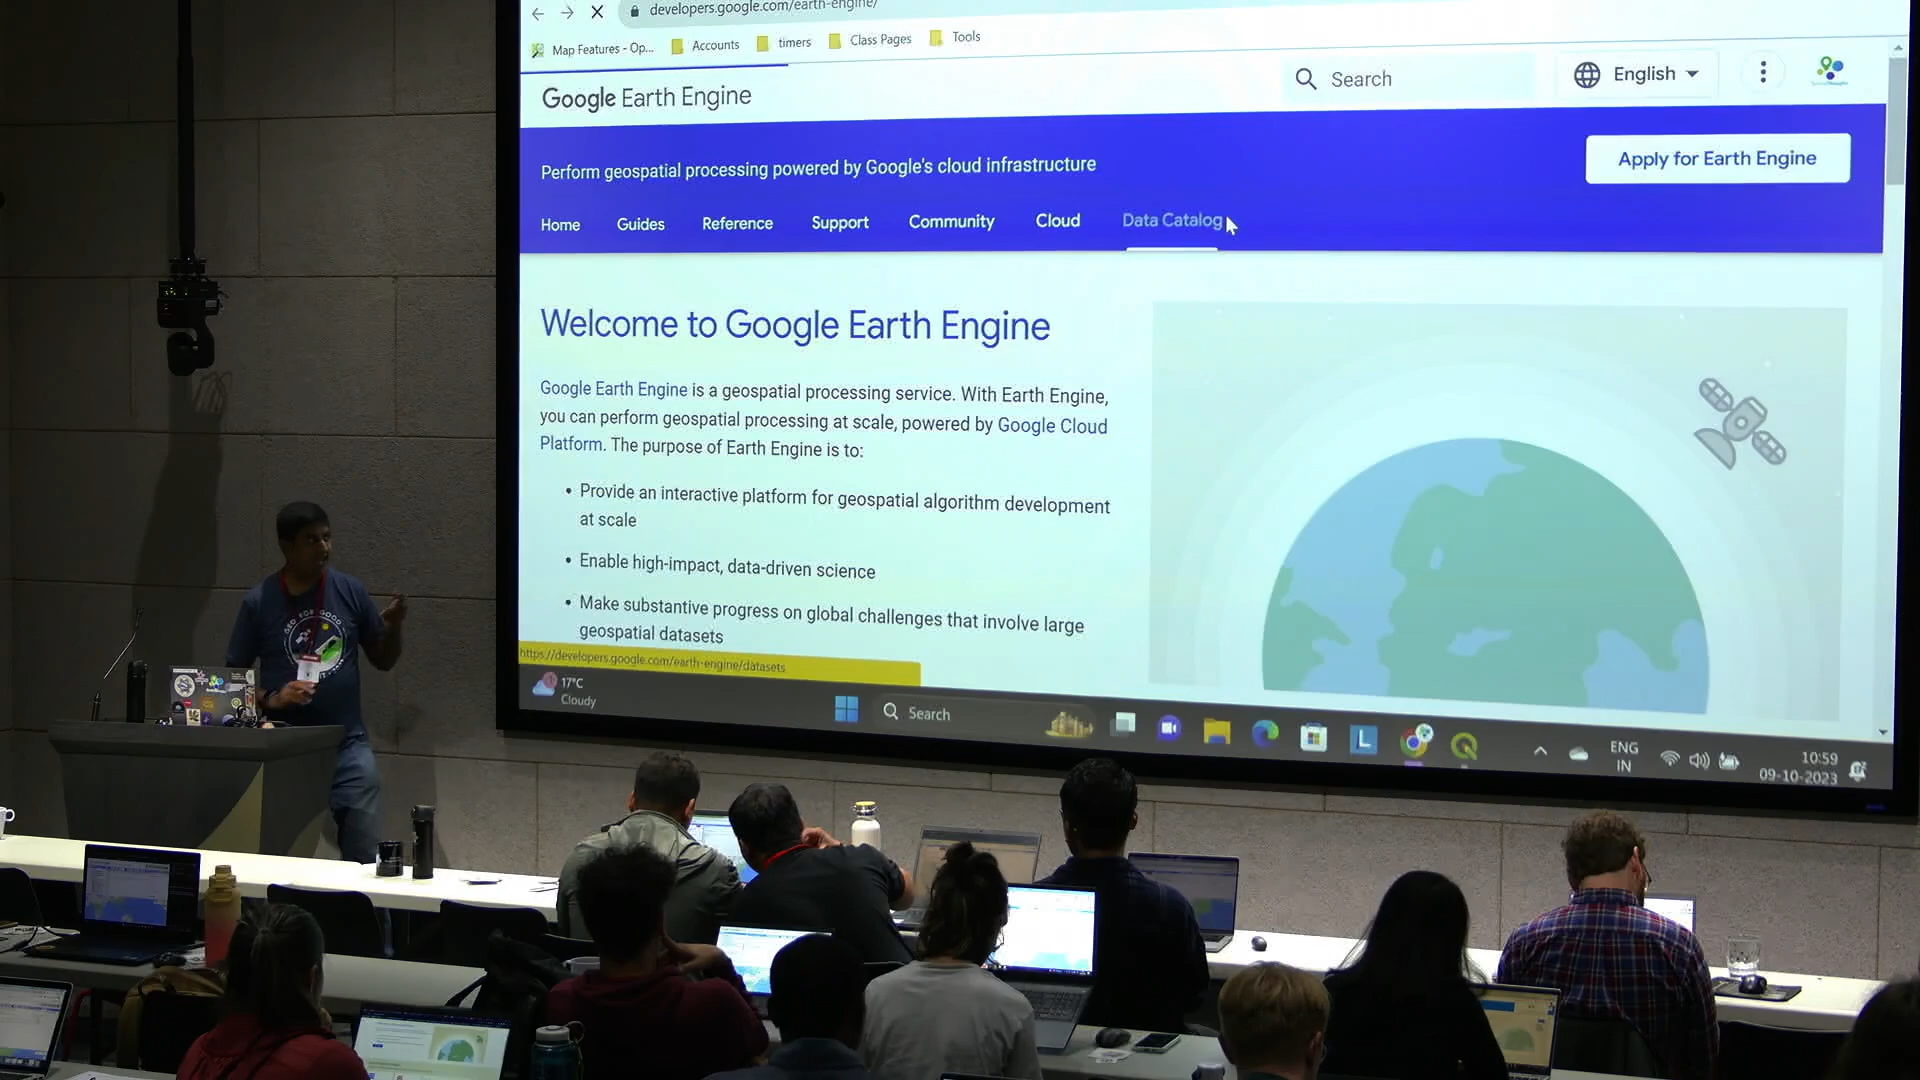 developers.google.com/earth-engine/
Map Features - Op...
Accounts
timers
Class Pages
Tools
Google Earth Engine
Search
English
Perform geospatial processing powered by Google's cloud infrastructure
Apply for Earth Engine
Home
Guides
Reference
Support
Community
Cloud
Data Catalog
Welcome to Google Earth Engine
Google Earth Engine is a geospatial processing service. With Earth Engine,
you can perform geospatial processing at scale, powered by Google Cloud
Platform. The purpose of Earth Engine is to:
• Provide an interactive platform for geospatial algorithm development
at scale
• Enable high-impact, data-driven science
• Make substantive progress on global challenges that involve large
geospatial datasets
https://developers.google.com/earth-engine/datasets
17°C
Cloudy
Search
L
ENG
IN
10:59
09-10-2023
GEO FOR GOOD